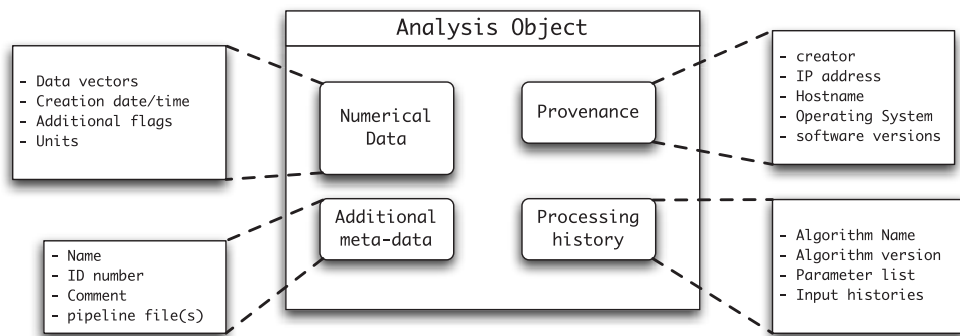 Analysis Object
- Data vectors
- Creation date/time
- Additional flags
- Units
Numerical
Data
Provenance
- creator
- IP address
- Hostname
- Operating System
- software versions
- Name
- ID number
- Comment
- pipeline file(s)
Additional
meta-data
Processing
history
- Algorithm Name
- Algorithm version
- Parameter list
- Input histories